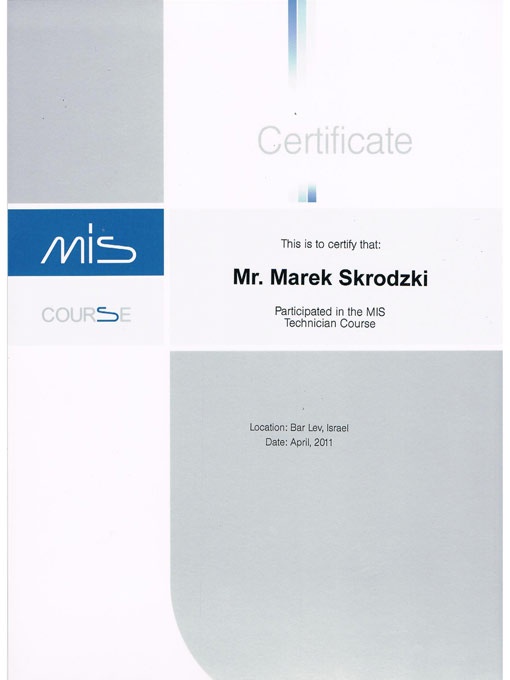 Certificate
mis
COURSE
This is to certify that:
Mr. Marek Skrodzki
Participated in the MIS
Technician Course
Location: Bar Lev, Israel
Date: April, 2011